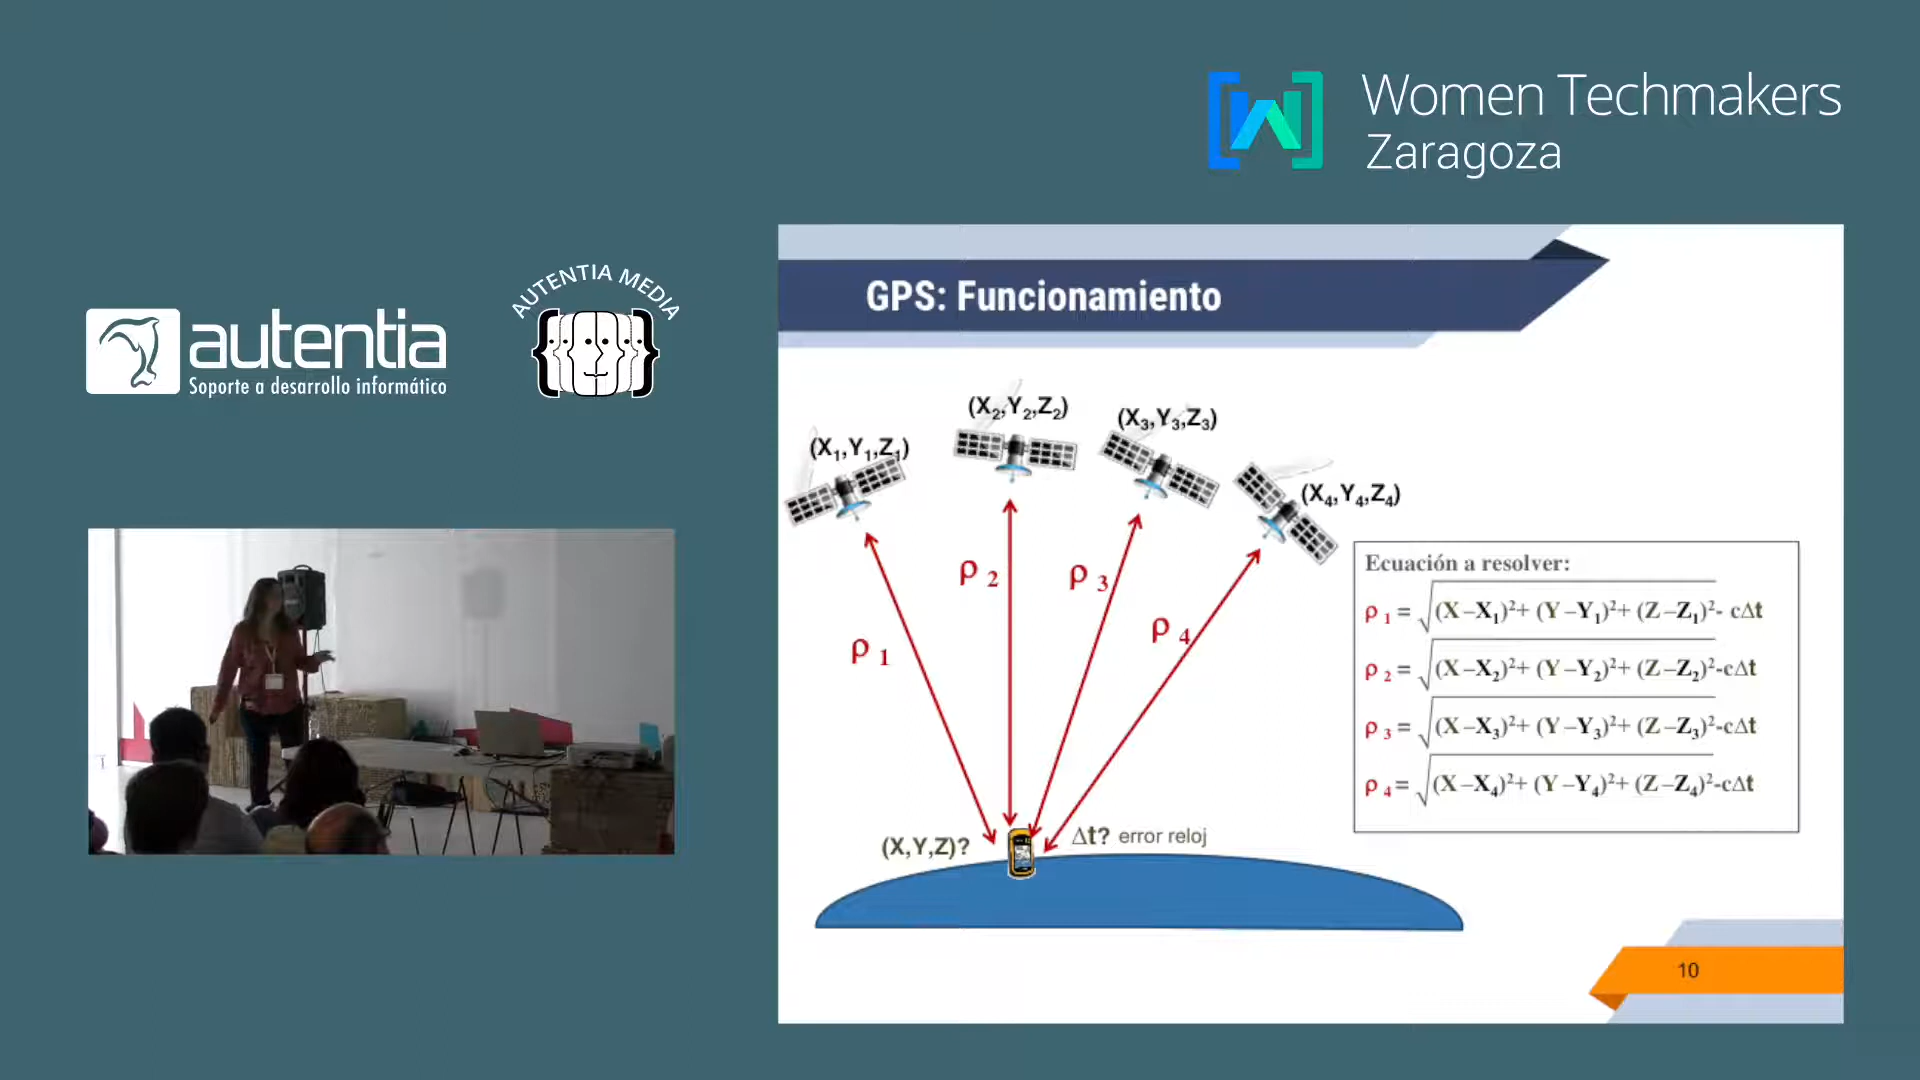 Women Techmakers
Zaragoza
AUTENTIA MEDIA
autentia
Soporte a desarrollo informático
GPS: Funcionamiento
(X₁,Y₁,Z₁)
(X₂,Y₂,Z₂)
(X₃,Y₃,Z₃)
(X₄,Y₄,Z₄)
ρ 1
ρ 2
ρ 3
ρ 4
(X,Y,Z)?
Δt? error reloj
Ecuación a resolver:
ρ ₁ = √(X–X₁)²+ (Y–Y₁)²+ (Z–Z₁)²- cΔt
ρ ₂ = √(X–X₂)²+ (Y–Y₂)²+ (Z–Z₂)²-cΔt
ρ ₃ = √(X–X₃)²+ (Y–Y₃)²+ (Z–Z₃)²-cΔt
ρ ₄ = √(X–X₄)²+ (Y–Y₄)²+ (Z–Z₄)²-cΔt
10